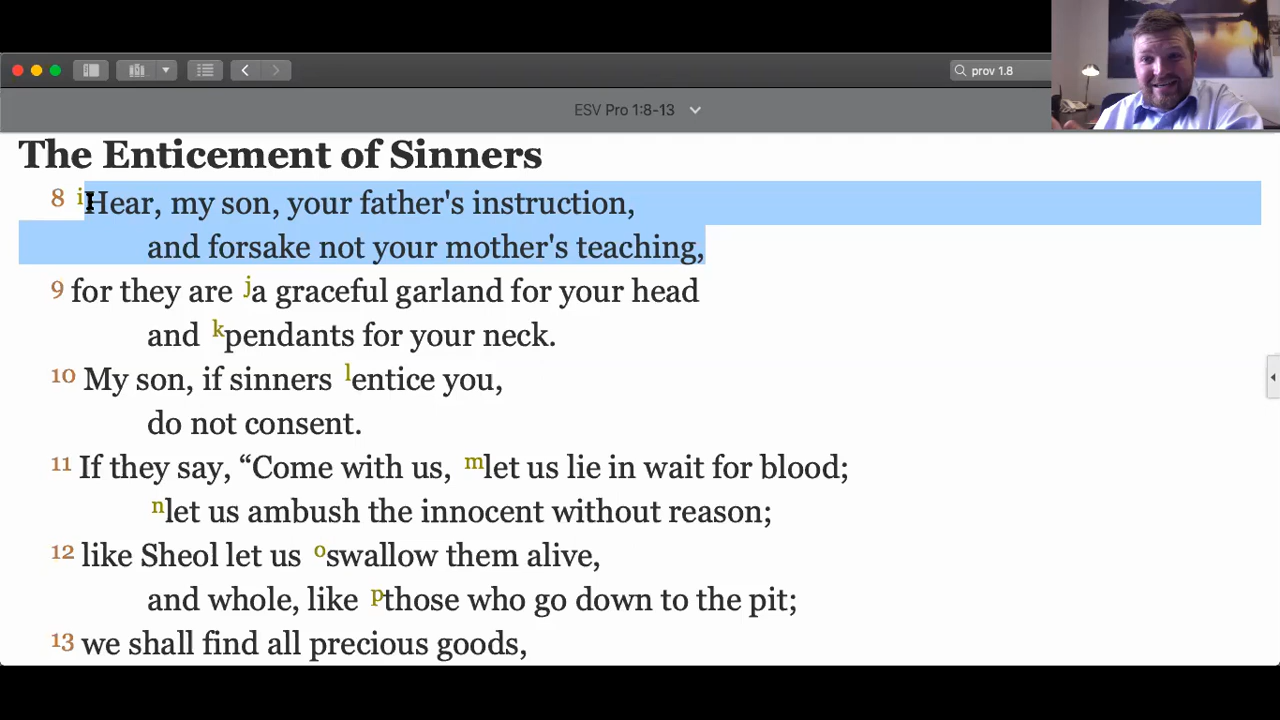 prov 1.8
ESV Pro 1:8-13
The Enticement of Sinners
8 iHear, my son, your father's instruction,
and forsake not your mother's teaching,
9 for they are ja graceful garland for your head
and kpendants for your neck.
10 My son, if sinners lentice you,
do not consent.
11 If they say, “Come with us, mlet us lie in wait for blood;
nlet us ambush the innocent without reason;
12 like Sheol let us oswallow them alive,
and whole, like pthose who go down to the pit;
13 we shall find all precious goods,